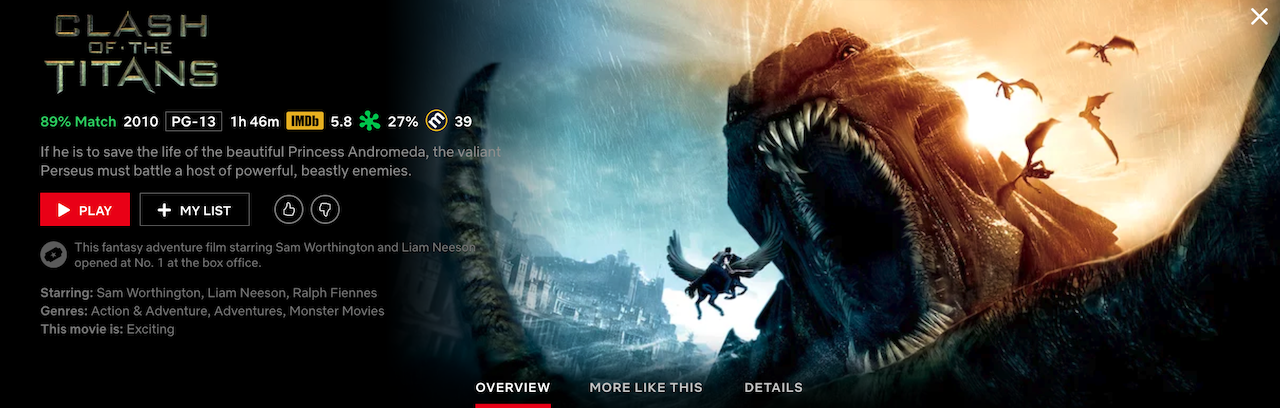 CLASH
OF·THE
TITANS
89% Match 2010 PG-13 1h 46m IMDb 5.8 27% 39
If he is to save the life of the beautiful Princess Andromeda, the valiant
Perseus must battle a host of powerful, beastly enemies.
PLAY + MY LIST
This fantasy adventure film starring Sam Worthington and Liam Neeson
opened at No. 1 at the box office.
Starring: Sam Worthington, Liam Neeson, Ralph Fiennes
Genres: Action & Adventure, Adventures, Monster Movies
This movie is: Exciting
OVERVIEW MORE LIKE THIS DETAILS